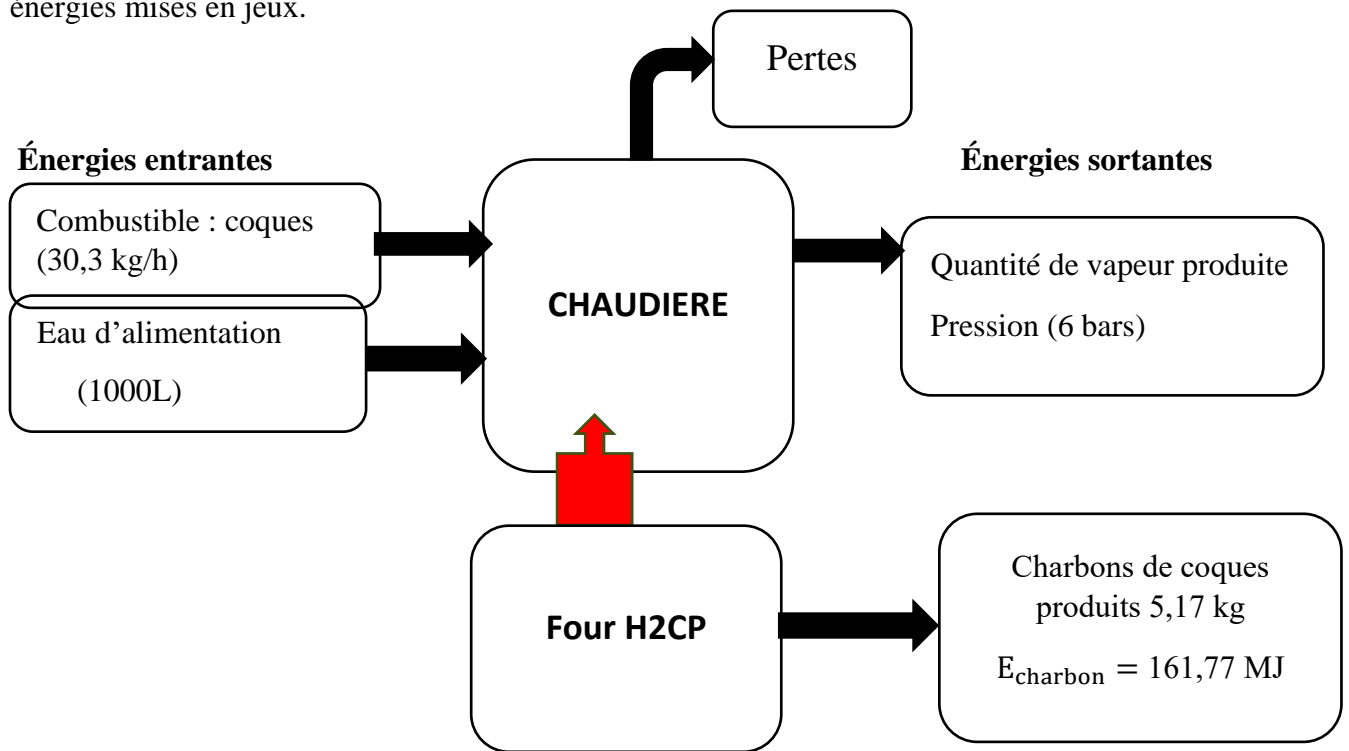 énergies mises en jeux.
Pertes
Énergies entrantes
Énergies sortantes
Combustible : coques
(30,3 kg/h)
Eau d’alimentation
(1000L)
CHAUDIERE
Quantité de vapeur produite
Pression (6 bars)
Four H2CP
Charbons de coques
produits 5,17 kg
E_charbon = 161,77 MJ